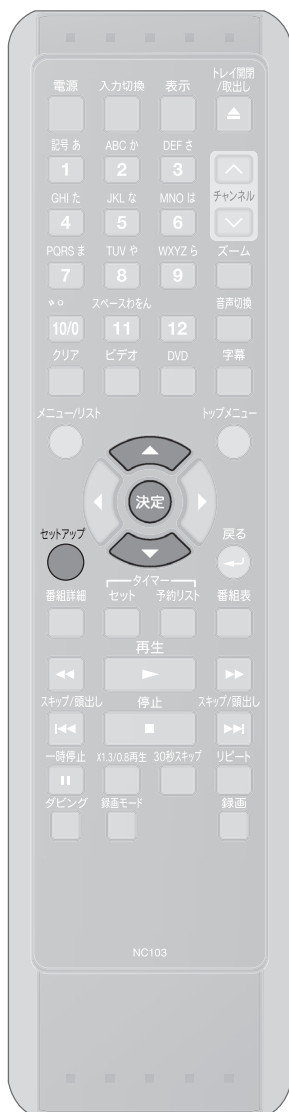 トレイ開閉
電源 入力切換 表示 /取出し
記号 あ ABC か DEF さ
1 2 3
GHI た JKL な MNO は チャンネル
4 5 6
PQRS ま TUV や WXYZ ら ズーム
7 8 9
゛゜ スペースわをん 音声切換
10/0 11 12
クリア ビデオ DVD 字幕
メニュー/リスト トップメニュー
決定
セットアップ 戻る
タイマー
番組詳細 セット 予約リスト 番組表
再生
スキップ/頭出し 停止 スキップ/頭出し
一時停止 X1.3/0.8再生 30秒スキップ リピート
ダビング 録画モード 録画
NC103